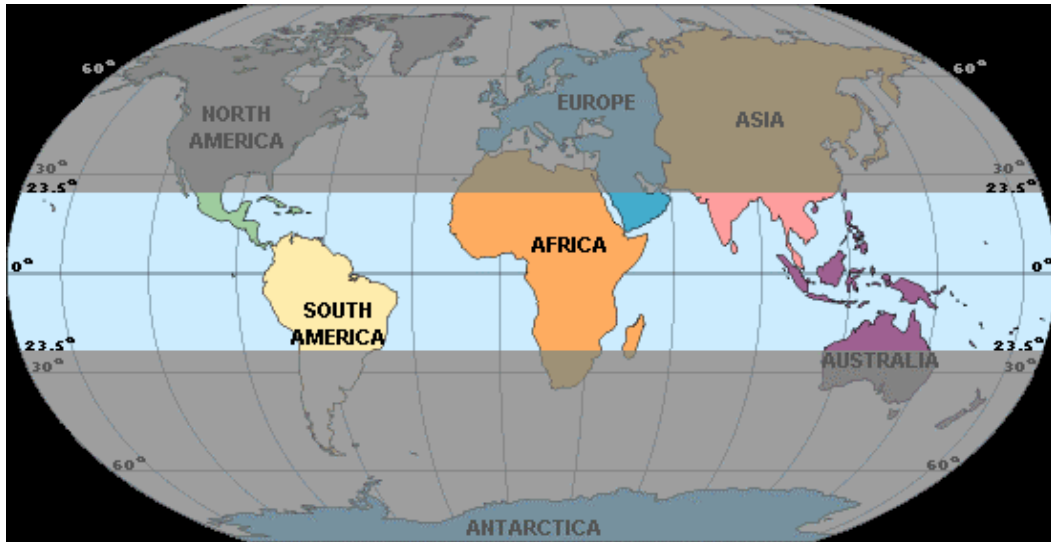 60°
60°
NORTH
AMERICA
EUROPE
ASIA
30°
30°
23.5°
23.5°
AFRICA
0°
0°
SOUTH
AMERICA
23.5°
23.5°
AUSTRALIA
30°
30°
60°
60°
ANTARCTICA